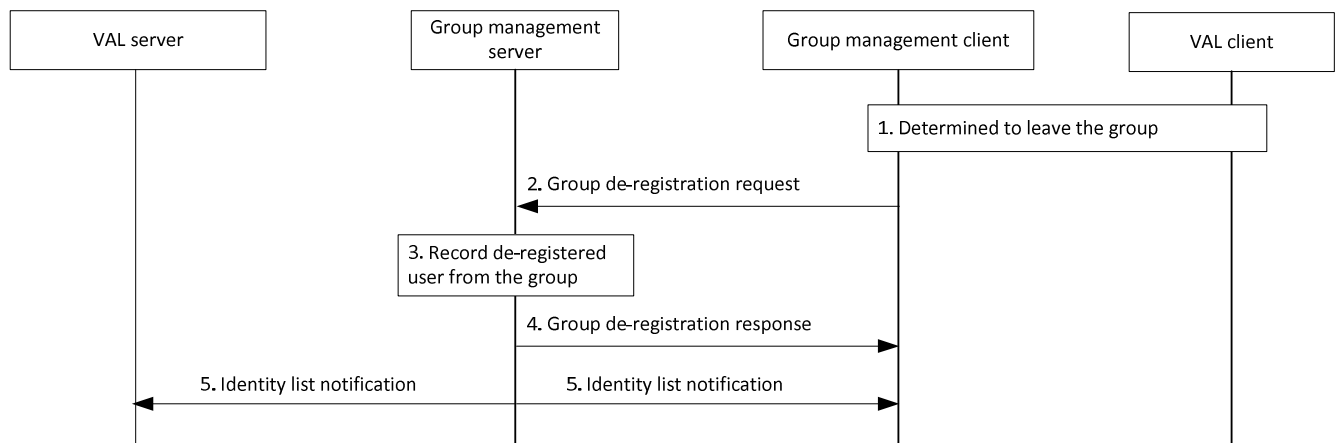 VAL server
Group management
server
Group management client
VAL client
1. Determined to leave the group
2. Group de-registration request
3. Record de-registered
user from the group
4. Group de-registration response
5. Identity list notification
5. Identity list notification